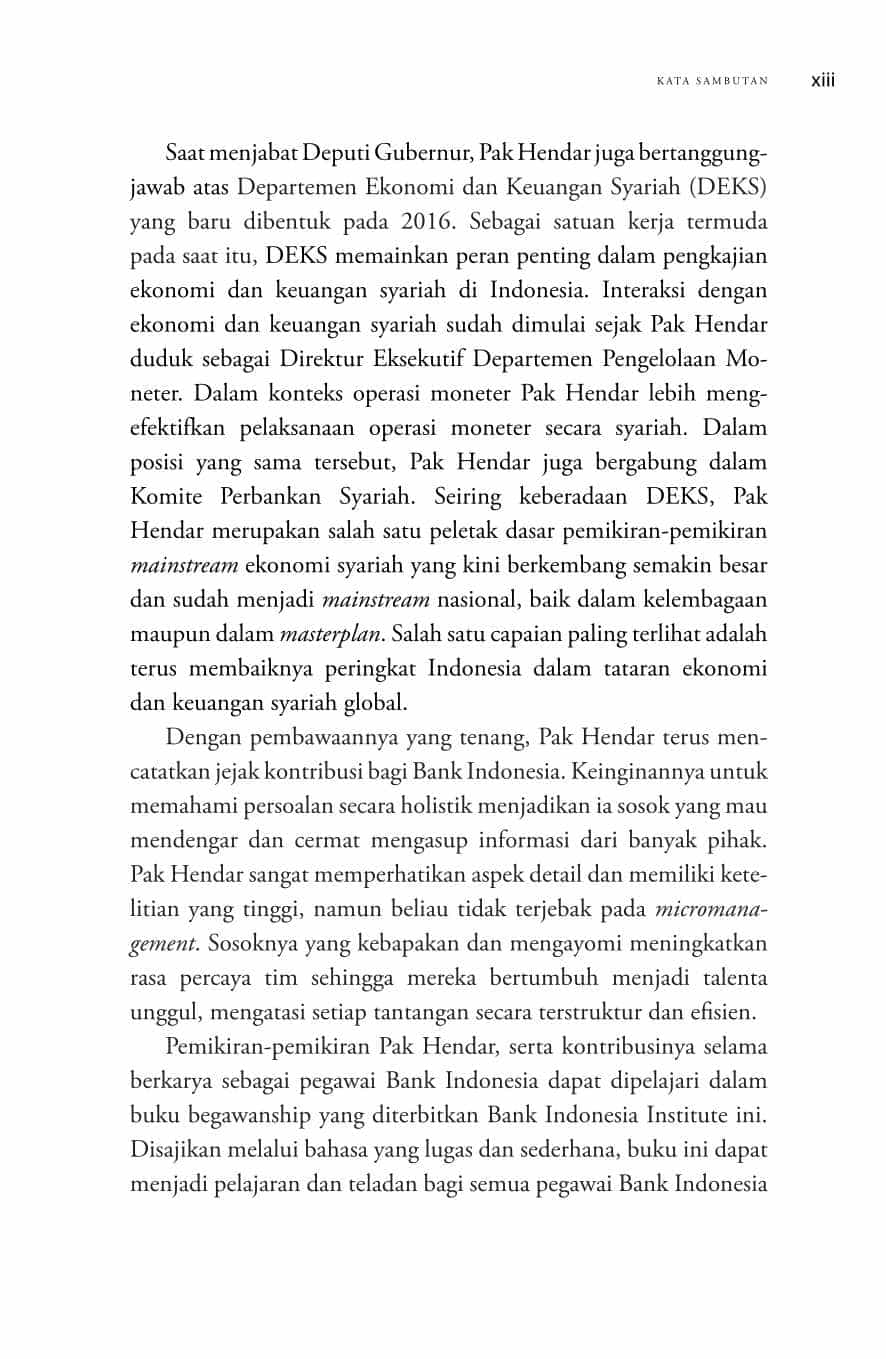 KATA SAMBUTAN xiii
Saat menjabat Deputi Gubernur, Pak Hendar juga bertanggung-
jawab atas Departemen Ekonomi dan Keuangan Syariah (DEKS)
yang baru dibentuk pada 2016. Sebagai satuan kerja termuda
pada saat itu, DEKS memainkan peran penting dalam pengkajian
ekonomi dan keuangan syariah di Indonesia. Interaksi dengan
ekonomi dan keuangan syariah sudah dimulai sejak Pak Hendar
duduk sebagai Direktur Eksekutif Departemen Pengelolaan Mo-
neter. Dalam konteks operasi moneter Pak Hendar lebih meng-
efektifkan pelaksanaan operasi moneter secara syariah. Dalam
posisi yang sama tersebut, Pak Hendar juga bergabung dalam
Komite Perbankan Syariah. Seiring keberadaan DEKS, Pak
Hendar merupakan salah satu peletak dasar pemikiran-pemikiran
mainstream ekonomi syariah yang kini berkembang semakin besar
dan sudah menjadi mainstream nasional, baik dalam kelembagaan
maupun dalam masterplan. Salah satu capaian paling terlihat adalah
terus membaiknya peringkat Indonesia dalam tataran ekonomi
dan keuangan syariah global.
Dengan pembawaannya yang tenang, Pak Hendar terus men-
catatkan jejak kontribusi bagi Bank Indonesia. Keinginannya untuk
memahami persoalan secara holistik menjadikan ia sosok yang mau
mendengar dan cermat mengasup informasi dari banyak pihak.
Pak Hendar sangat memperhatikan aspek detail dan memiliki kete-
litian yang tinggi, namun beliau tidak terjebak pada micromana-
gement. Sosoknya yang kebapakan dan mengayomi meningkatkan
rasa percaya tim sehingga mereka bertumbuh menjadi talenta
unggul, mengatasi setiap tantangan secara terstruktur dan efisien.
Pemikiran-pemikiran Pak Hendar, serta kontribusinya selama
berkarya sebagai pegawai Bank Indonesia dapat dipelajari dalam
buku begawanship yang diterbitkan Bank Indonesia Institute ini.
Disajikan melalui bahasa yang lugas dan sederhana, buku ini dapat
menjadi pelajaran dan teladan bagi semua pegawai Bank Indonesia